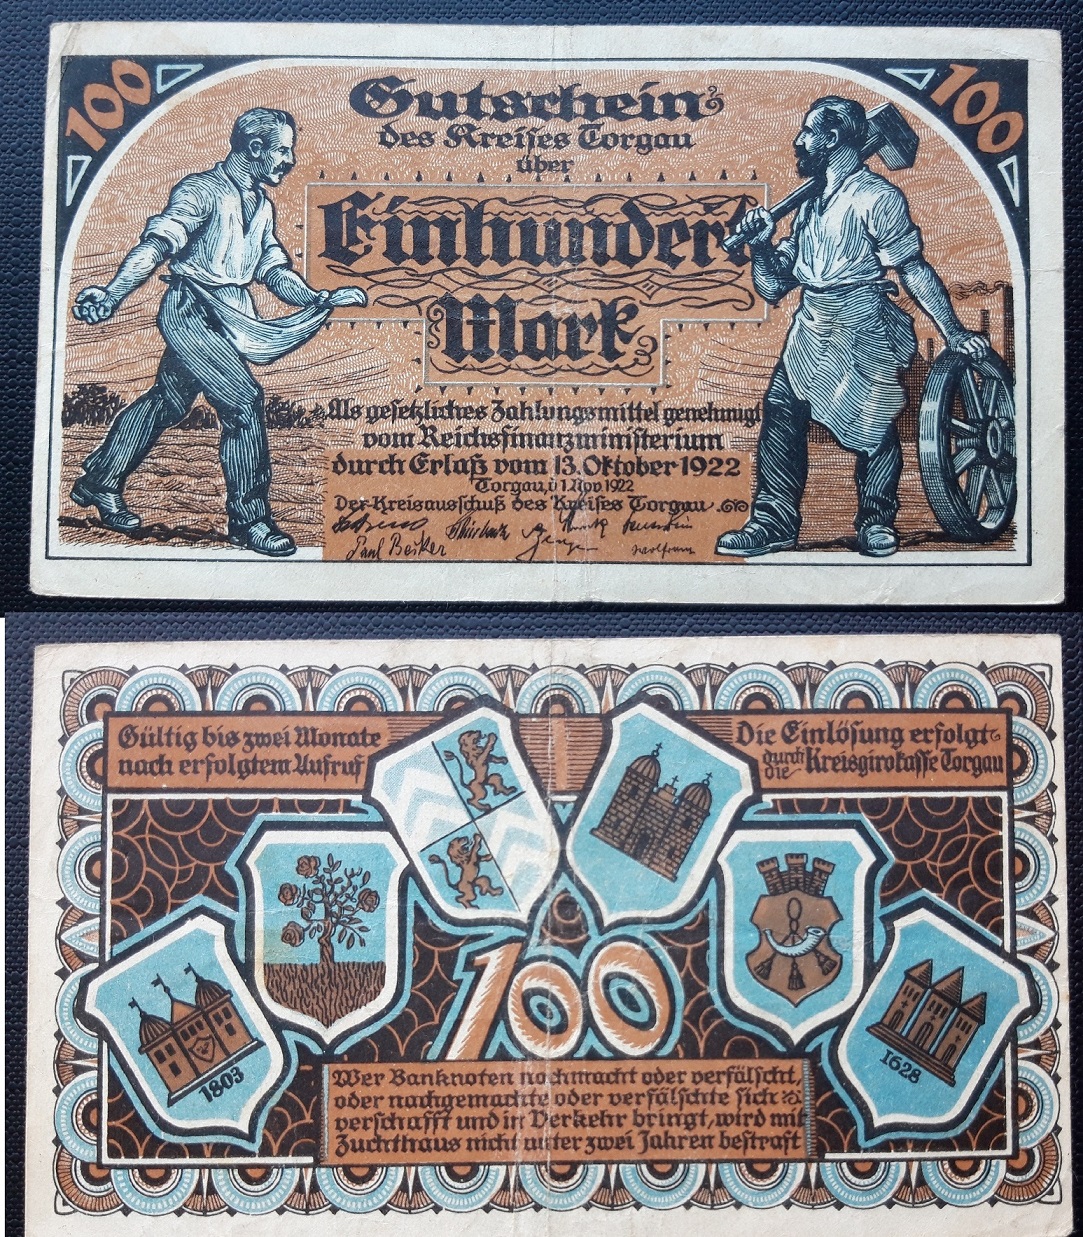 100
100
Gutschein
des Kreises Torgau
über
Einhundert
Mark
Als gesetzliches Zahlungsmittel genehmigt
vom Reichsfinanzministerium
durch Erlaß vom 13. Oktober 1922
Torgau, d. 1. Nov. 1922
Der Kreisausschuß des Kreises Torgau
Paul Becker
Gültig bis zwei Monate
nach erfolgtem Aufruf
Die Einlösung erfolgt
durch die Kreisgirokasse Torgau
1803
100
1628
Wer Banknoten nachmacht oder verfälscht,
oder nachgemachte oder verfälschte sich
verschafft und in Verkehr bringt, wird mit
Zuchthaus nicht unter zwei Jahren bestraft